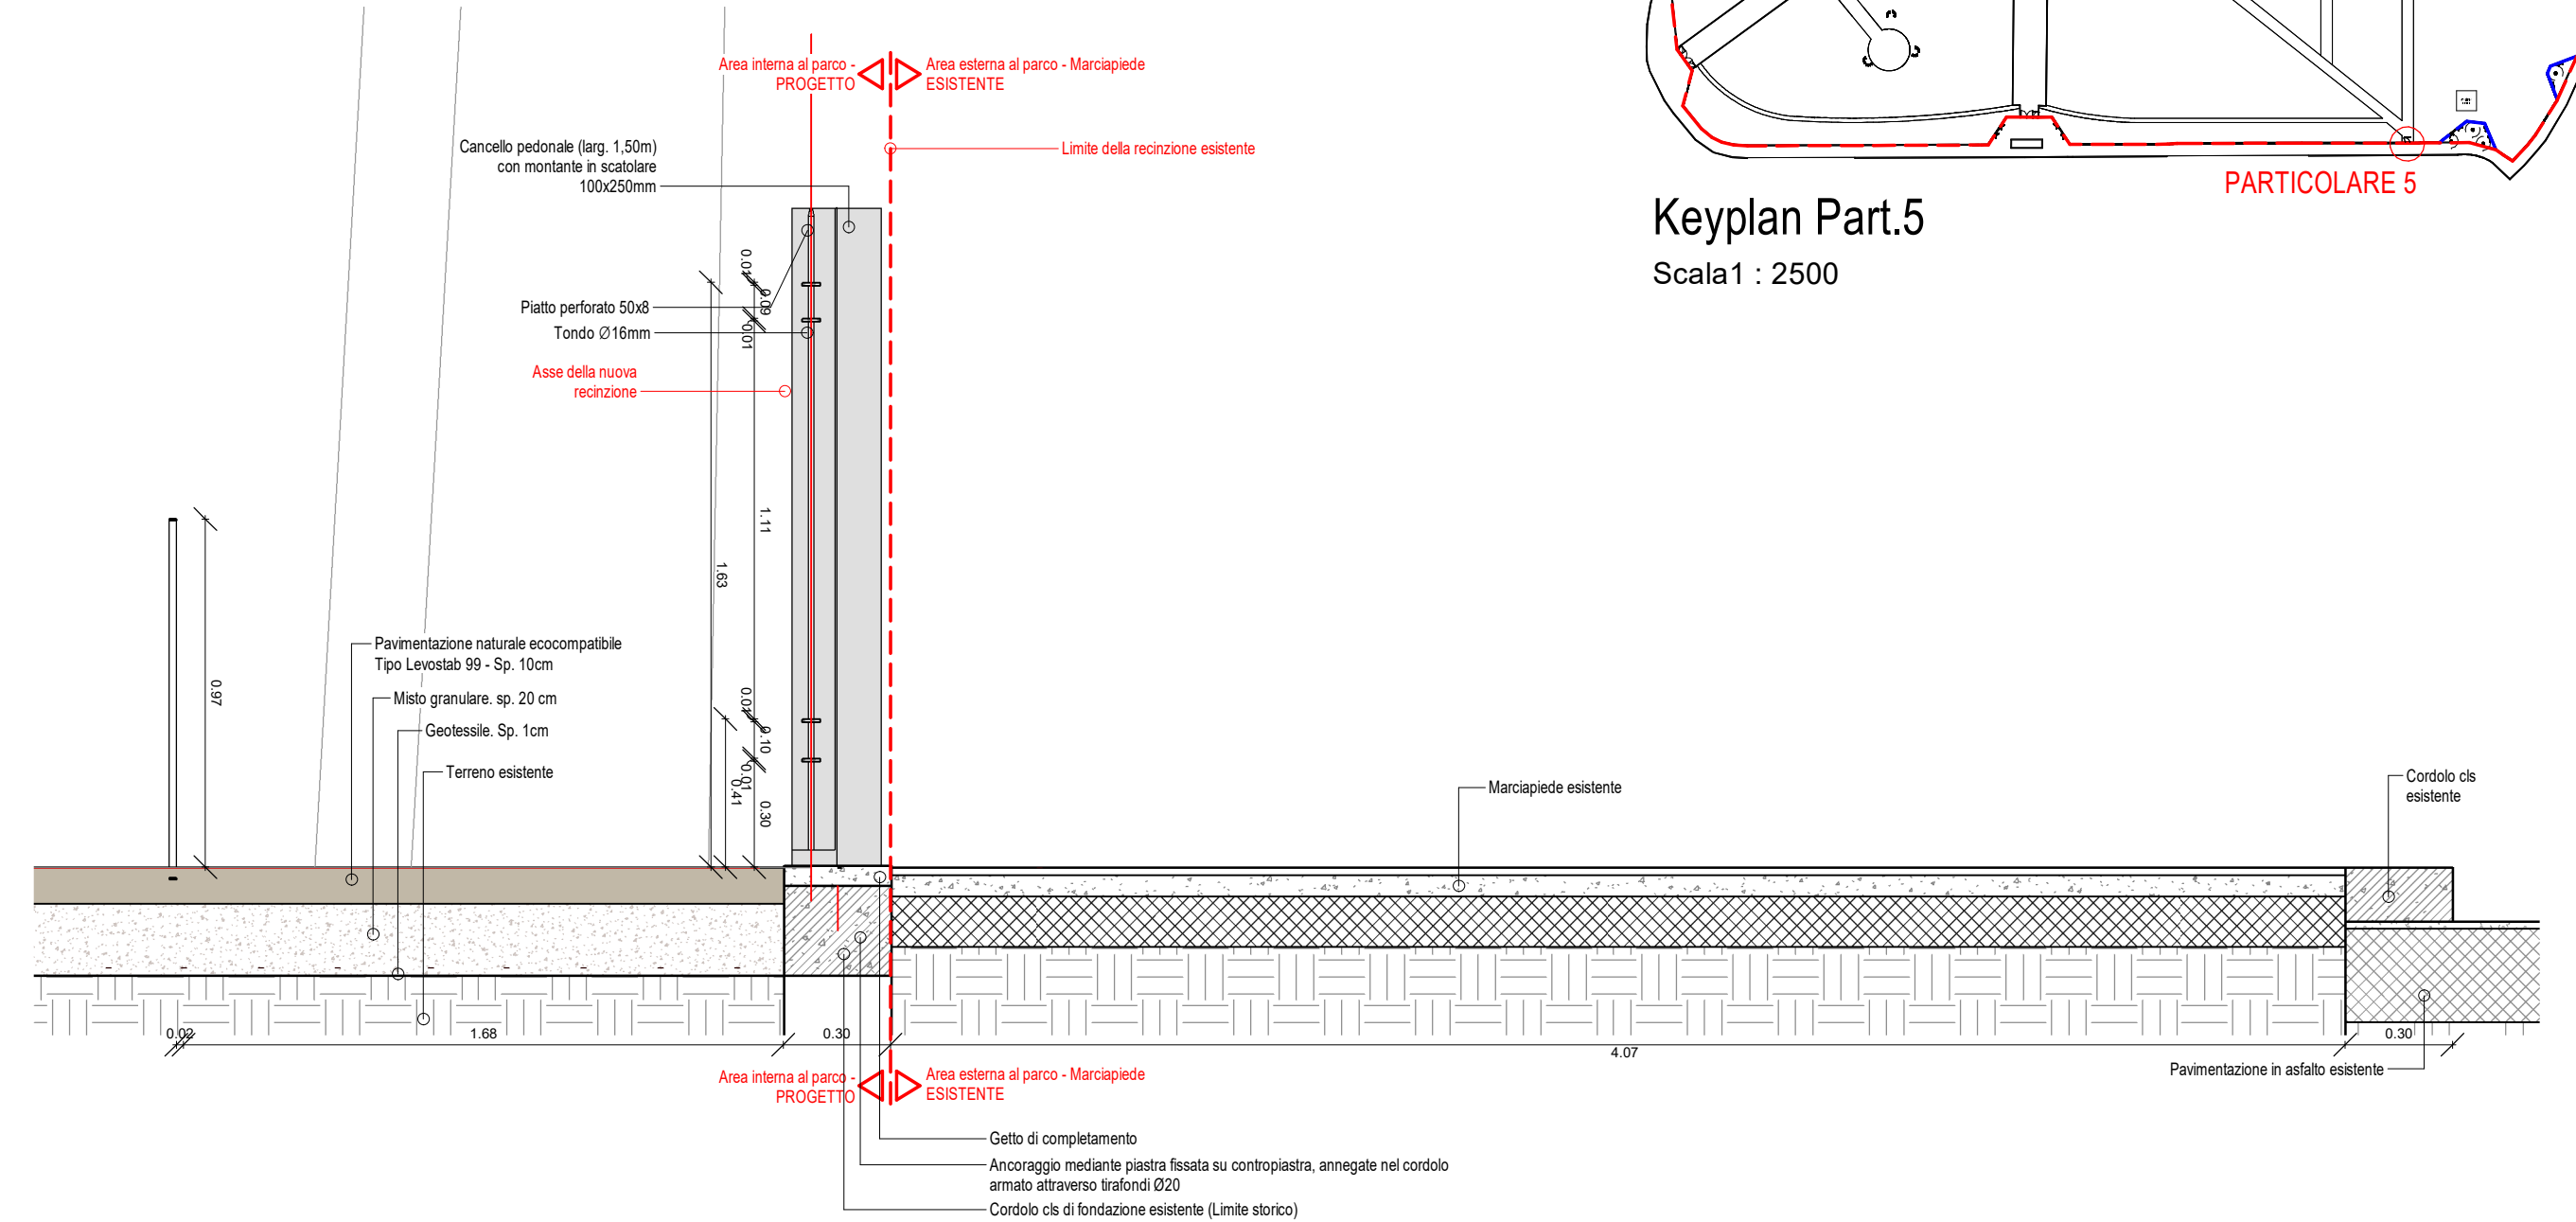 Area interna al parco -
PROGETTO
Area esterna al parco - Marciapiede
ESISTENTE
Cancello pedonale (larg. 1,50m)
con montante in scatolare
100x250mm
Limite della recinzione esistente
PARTICOLARE 5
Keyplan Part.5
Scala1 : 2500
0.01
0.09
0.01
Piatto perforato 50x8
Tondo Ø16mm
Asse della nuova
recinzione
1.11
1.63
0.97
Pavimentazione naturale ecocompatibile
Tipo Levostab 99 - Sp. 10cm
Misto granulare. sp. 20 cm
Geotessile. Sp. 1cm
Terreno esistente
0.01
0.10
0.01
0.41
0.30
Marciapiede esistente
Cordolo cls
esistente
0.02
1.68
0.30
4.07
0.30
Pavimentazione in asfalto esistente
Area interna al parco -
PROGETTO
Area esterna al parco - Marciapiede
ESISTENTE
Getto di completamento
Ancoraggio mediante piastra fissata su contropiastra, annegate nel cordolo
armato attraverso tirafondi Ø20
Cordolo cls di fondazione esistente (Limite storico)